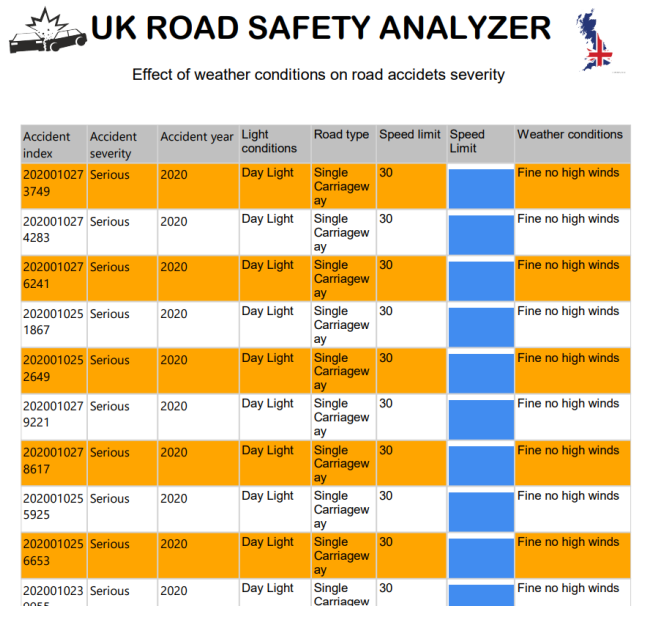 UK ROAD SAFETY ANALYZER
Effect of weather conditions on road accidets severity
Accident index Accident severity Accident year Light conditions Road type Speed limit Speed Limit Weather conditions
2020010273749 Serious 2020 Day Light Single Carriageway 30 Fine no high winds
2020010274283 Serious 2020 Day Light Single Carriageway 30 Fine no high winds
2020010276241 Serious 2020 Day Light Single Carriageway 30 Fine no high winds
2020010251867 Serious 2020 Day Light Single Carriageway 30 Fine no high winds
2020010252649 Serious 2020 Day Light Single Carriageway 30 Fine no high winds
2020010279221 Serious 2020 Day Light Single Carriageway 30 Fine no high winds
2020010278617 Serious 2020 Day Light Single Carriageway 30 Fine no high winds
2020010255925 Serious 2020 Day Light Single Carriageway 30 Fine no high winds
2020010256653 Serious 2020 Day Light Single Carriageway 30 Fine no high winds
202001023 Serious 2020 Day Light Single Carriagew 30 Fine no high winds